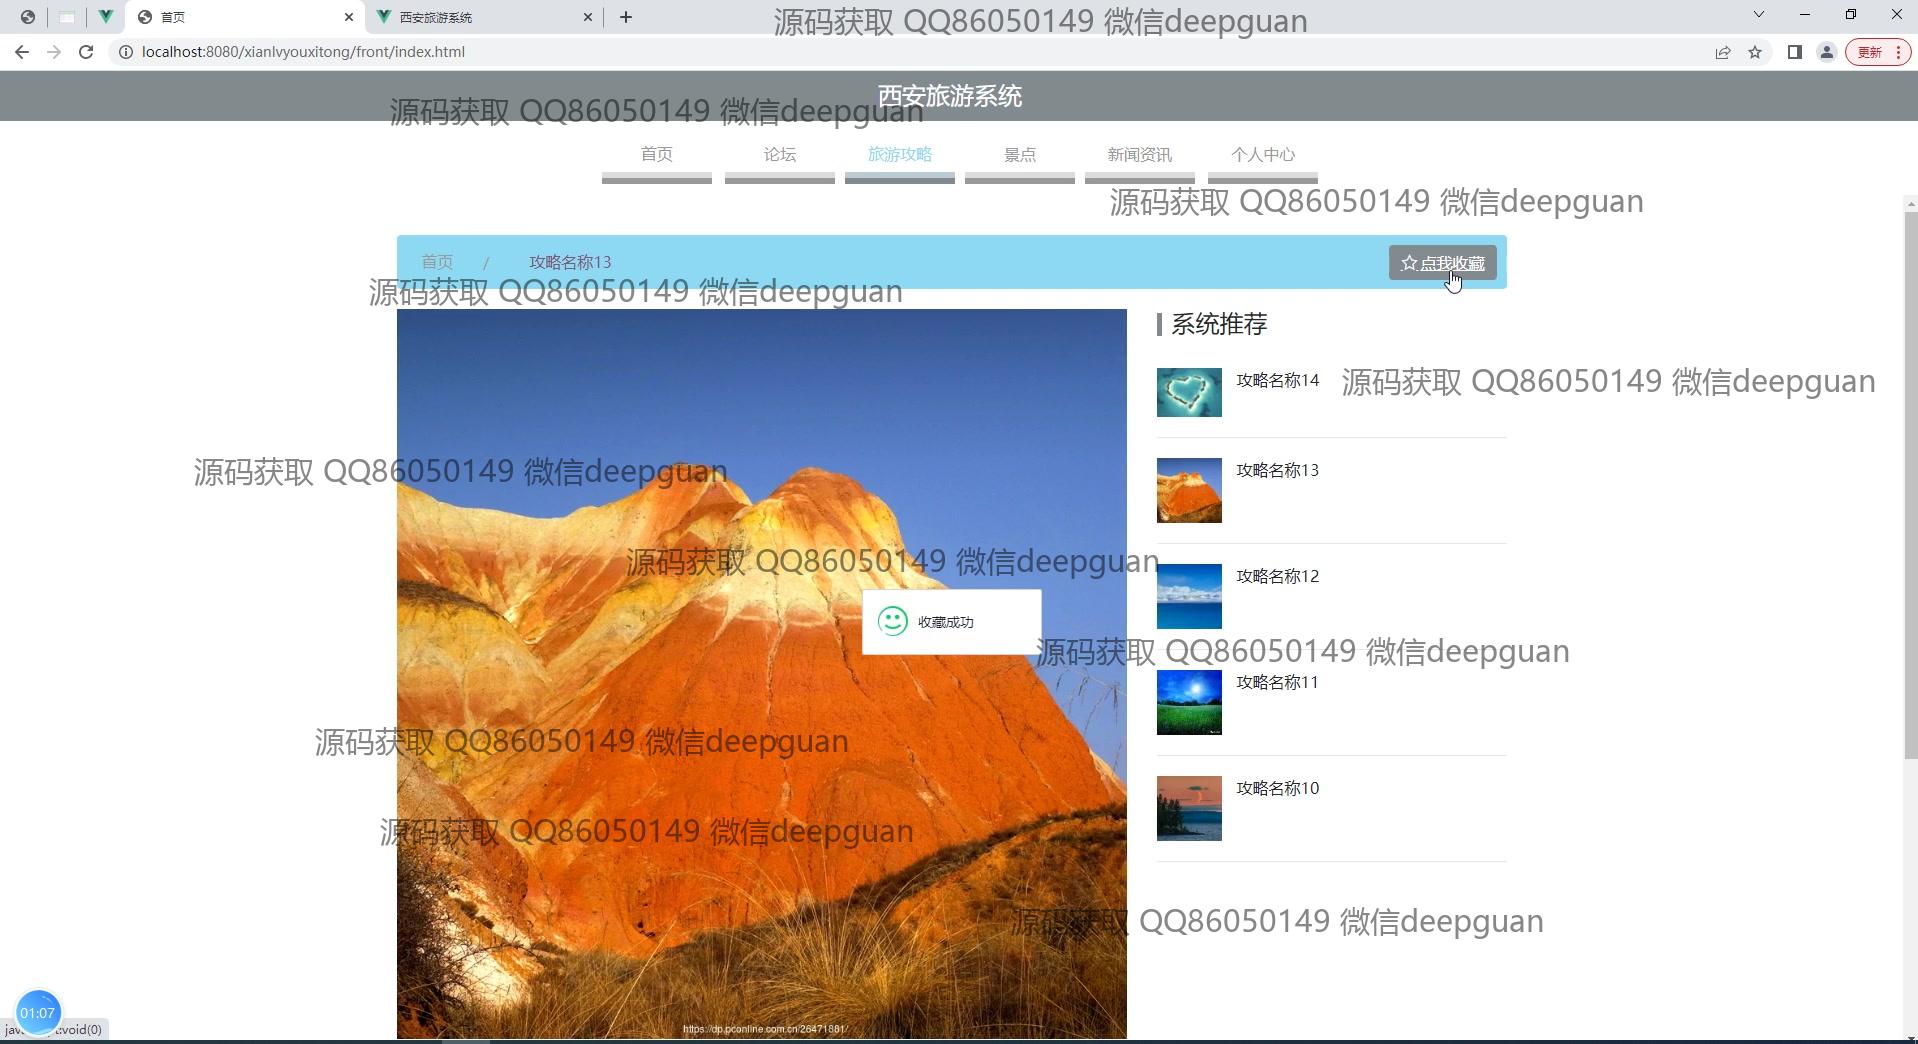 首页
西安旅游系统
源码获取 QQ86050149 微信deepguan
localhost:8080/xianlvyouxitong/front/index.html
更新
西安旅游系统
源码获取 QQ86050149 微信deepguan
首页
论坛
旅游攻略
景点
新闻资讯
个人中心
源码获取 QQ86050149 微信deepguan
首页 / 攻略名称13
点我收藏
源码获取 QQ86050149 微信deepguan
系统推荐
攻略名称14
源码获取 QQ86050149 微信deepguan
攻略名称13
源码获取 QQ86050149 微信deepguan
源码获取 QQ86050149 微信deepguan
攻略名称12
收藏成功
源码获取 QQ86050149 微信deepguan
攻略名称11
源码获取 QQ86050149 微信deepguan
攻略名称10
源码获取 QQ86050149 微信deepguan
源码获取 QQ86050149 微信deepguan
01:07
https://dp.pconline.com.cn/26471881/
void(0)